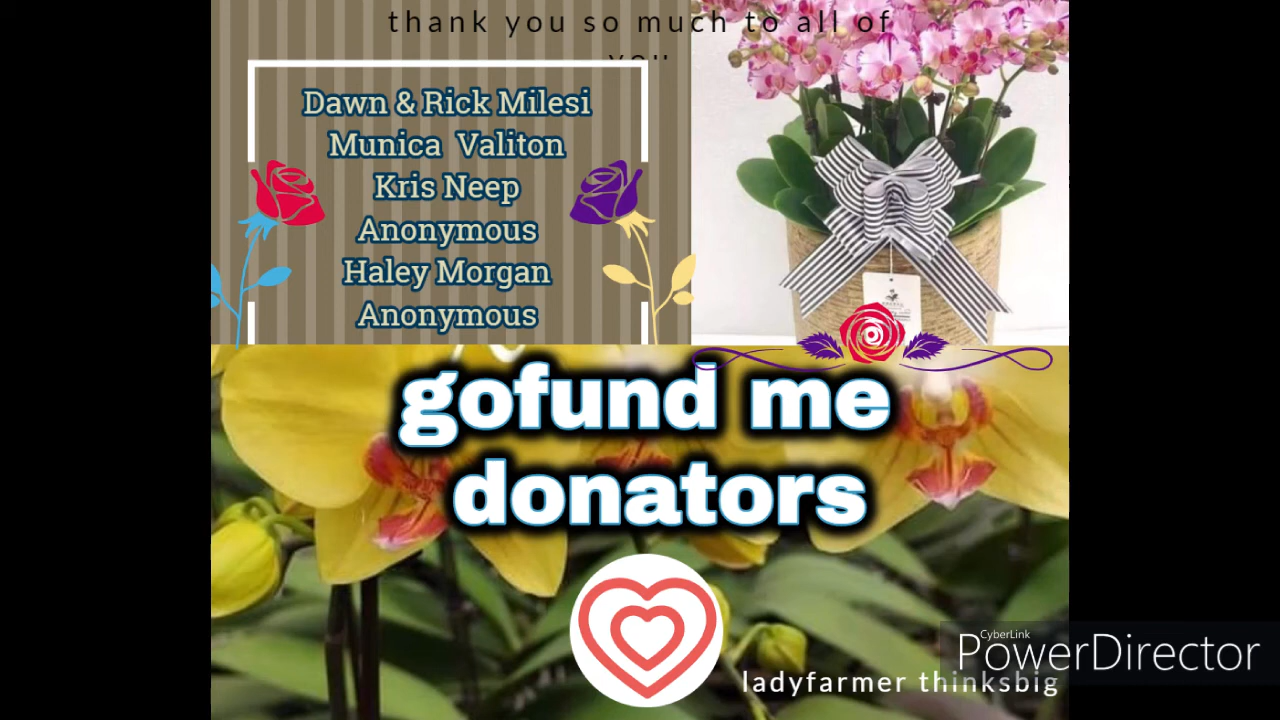 thank you so much to all of
you
Dawn & Rick Milesi
Munica Valiton
Kris Neep
Anonymous
Haley Morgan
Anonymous
gofund me
donators
ladyfarmer thinksbig
CyberLink
PowerDirector